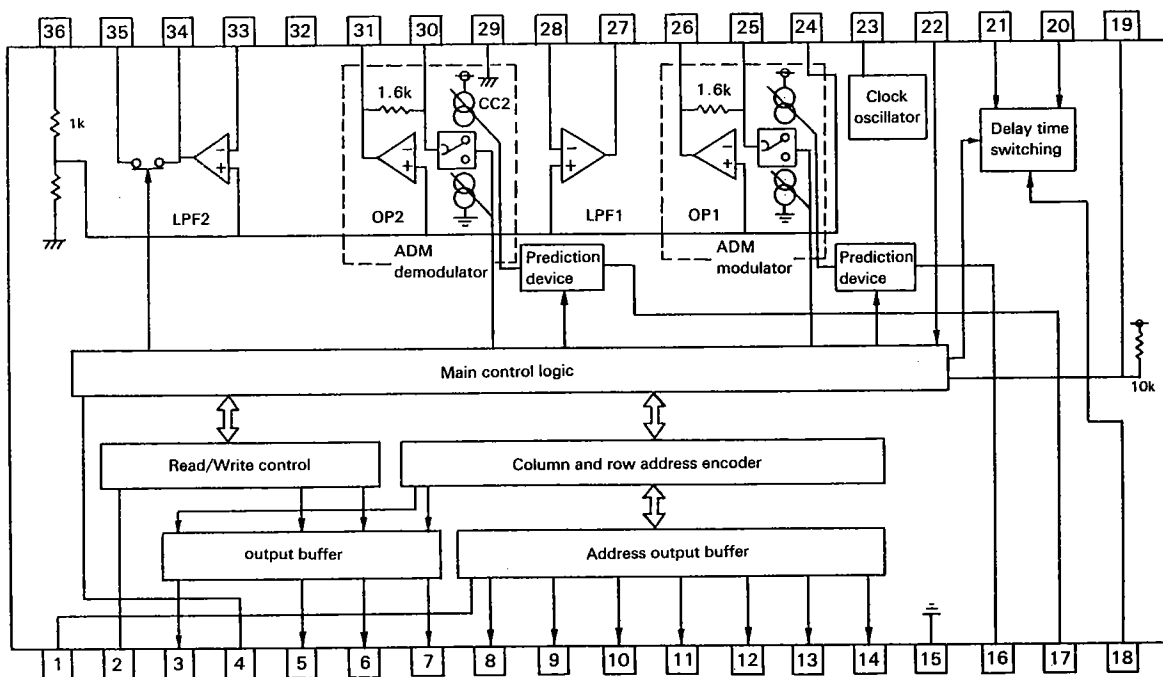 36 35 34 33 32 31 30 29 28 27 26 25 24 23 22 21 20 19
1k
1.6k
CC2
1.6k
Clock
oscillator
Delay time
switching
−
+
−
+
−
+
−
+
LPF2
OP2
LPF1
OP1
ADM
demodulator
Prediction
device
ADM
modulator
Prediction
device
Main control logic
10k
Read/Write control
Column and row address encoder
output buffer
Address output buffer
1 2 3 4 5 6 7 8 9 10 11 12 13 14 15 16 17 18